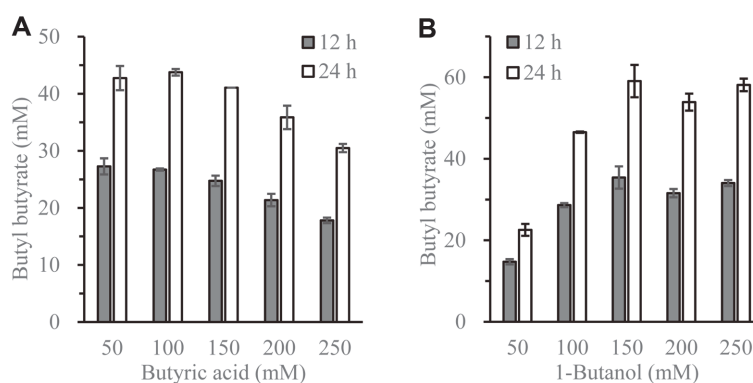 A
Butyl butyrate (mM)
50
40
30
20
10
0
12 h
24 h
50 100 150 200 250
Butyric acid (mM)
B
Butyl butyrate (mM)
60
40
20
0
12 h
24 h
50 100 150 200 250
1-Butanol (mM)